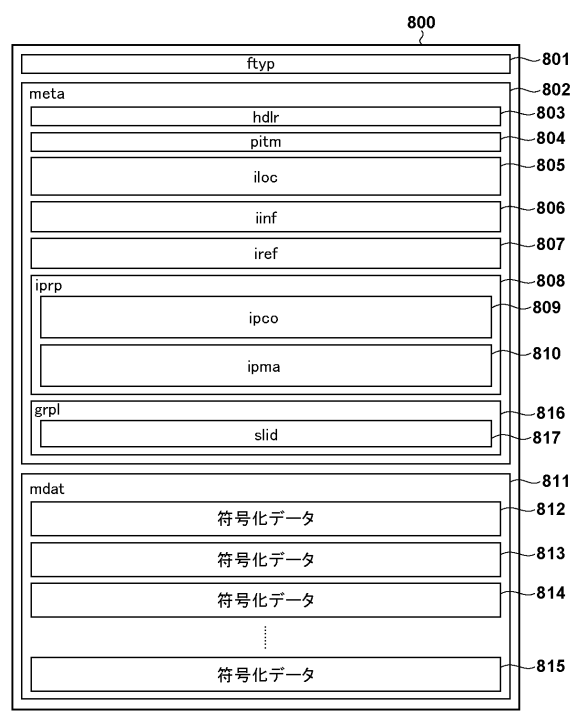 800
ftyp 801
meta 802
hdlr 803
pitm 804
iloc 805
iinf 806
iref 807
iprp 808
ipco 809
ipma 810
grpl 816
slid 817
mdat 811
符号化データ 812
符号化データ 813
符号化データ 814
符号化データ 815